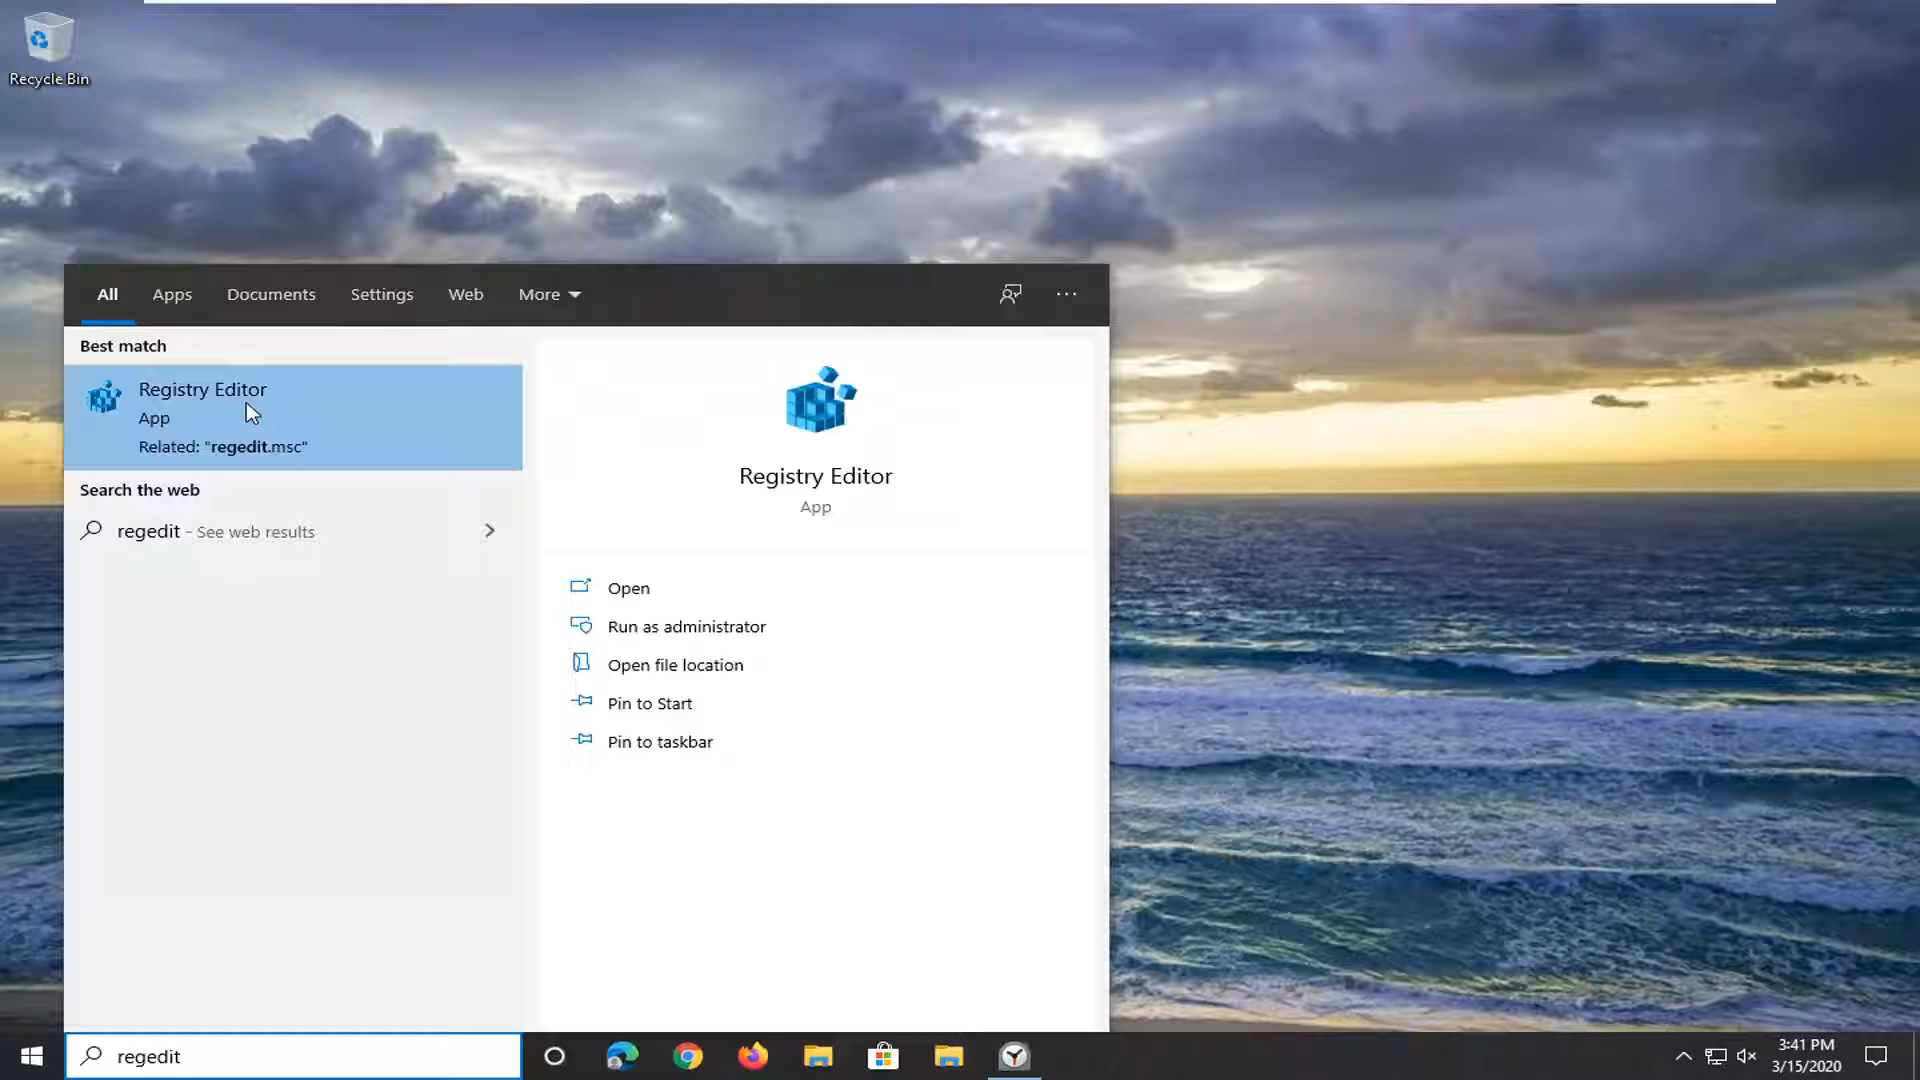 Recycle Bin
All Apps Documents Settings Web More
Best match
Registry Editor
App
Related: "regedit.msc"
Search the web
regedit - See web results
Registry Editor
App
Open
Run as administrator
Open file location
Pin to Start
Pin to taskbar
regedit
3:41 PM
3/15/2020